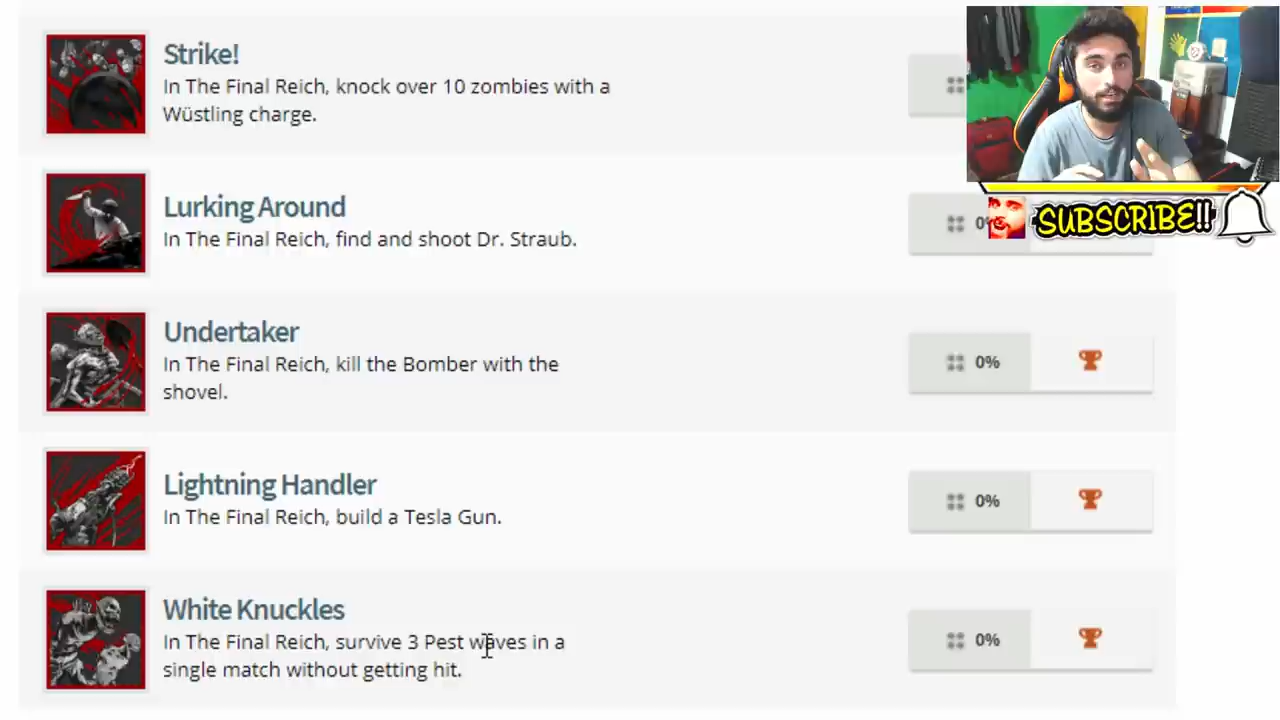 Strike!
In The Final Reich, knock over 10 zombies with a
Wüstling charge.
Lurking Around
In The Final Reich, find and shoot Dr. Straub.
SUBSCRIBE!!
Undertaker
In The Final Reich, kill the Bomber with the
shovel.
0%
Lightning Handler
In The Final Reich, build a Tesla Gun.
0%
White Knuckles
In The Final Reich, survive 3 Pest waves in a
single match without getting hit.
0%